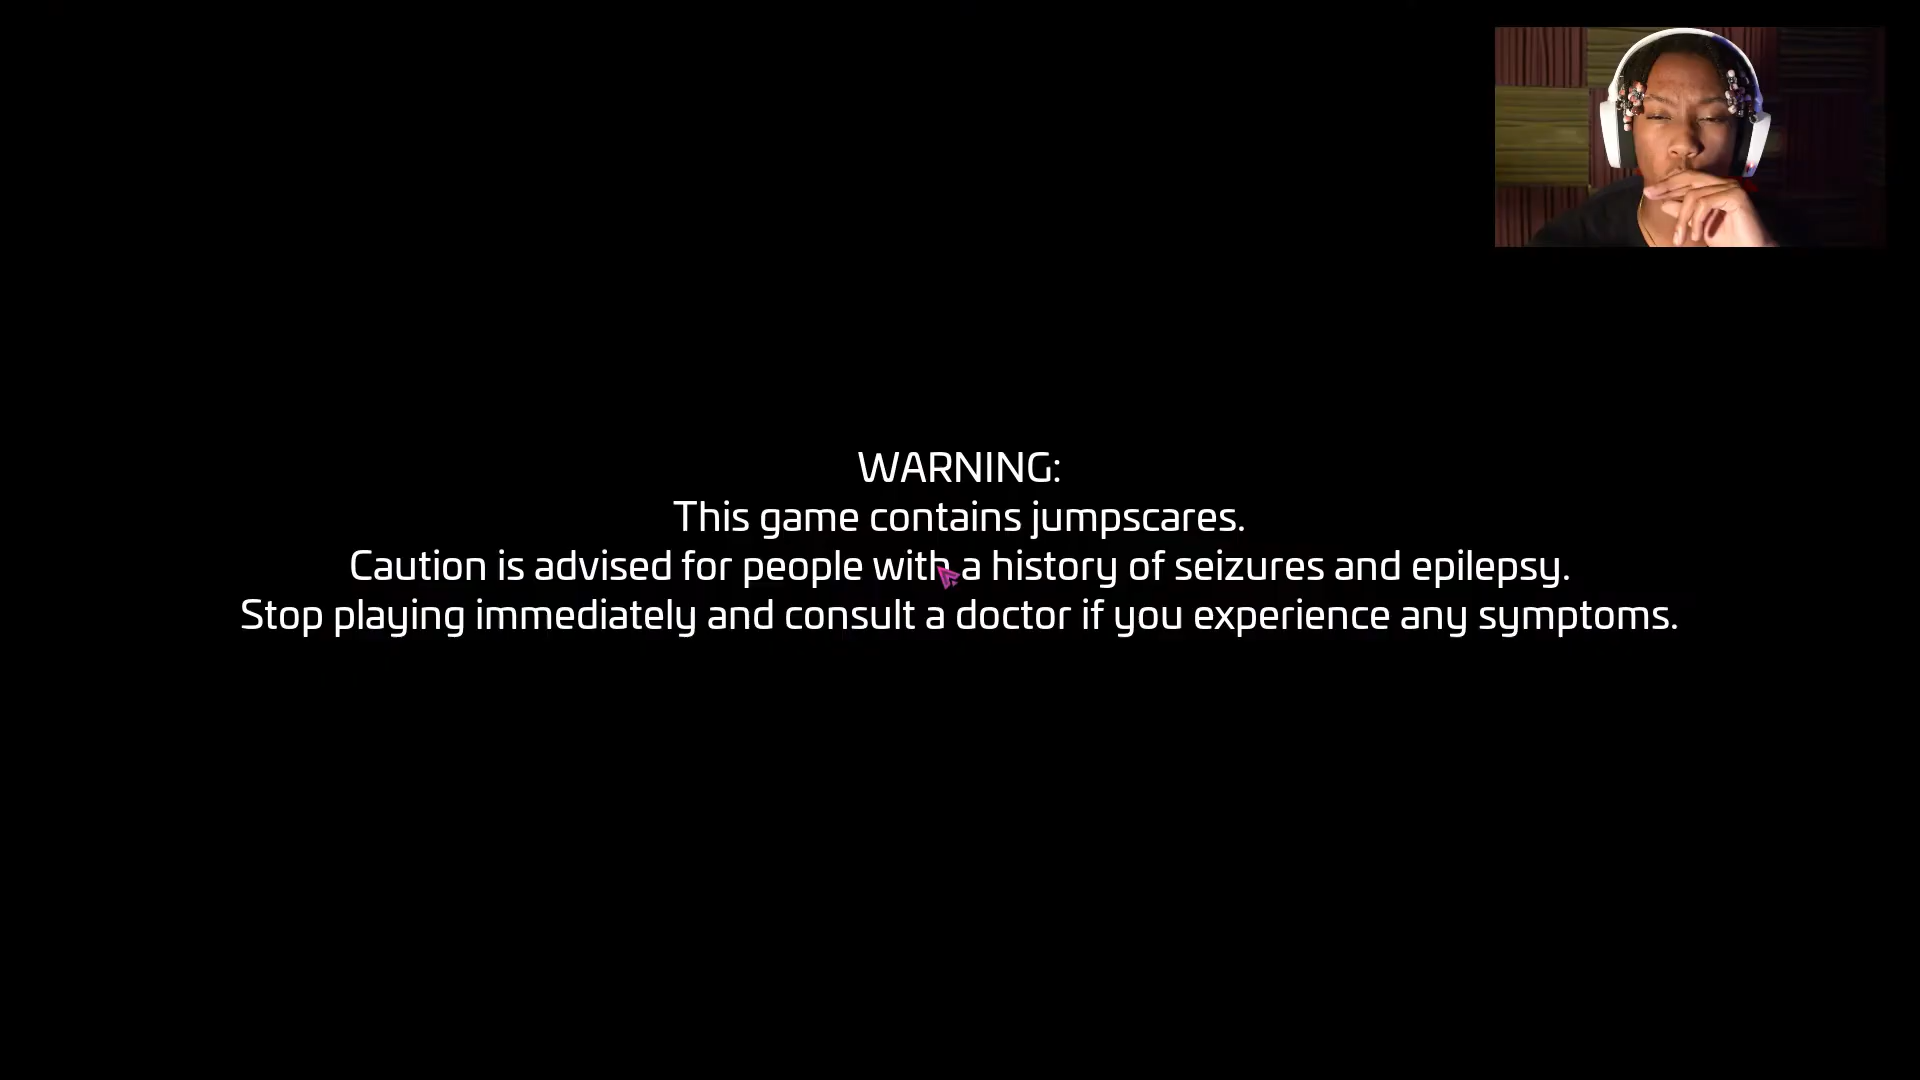 WARNING:
This game contains jumpscares.
Caution is advised for people with a history of seizures and epilepsy.
Stop playing immediately and consult a doctor if you experience any symptoms.